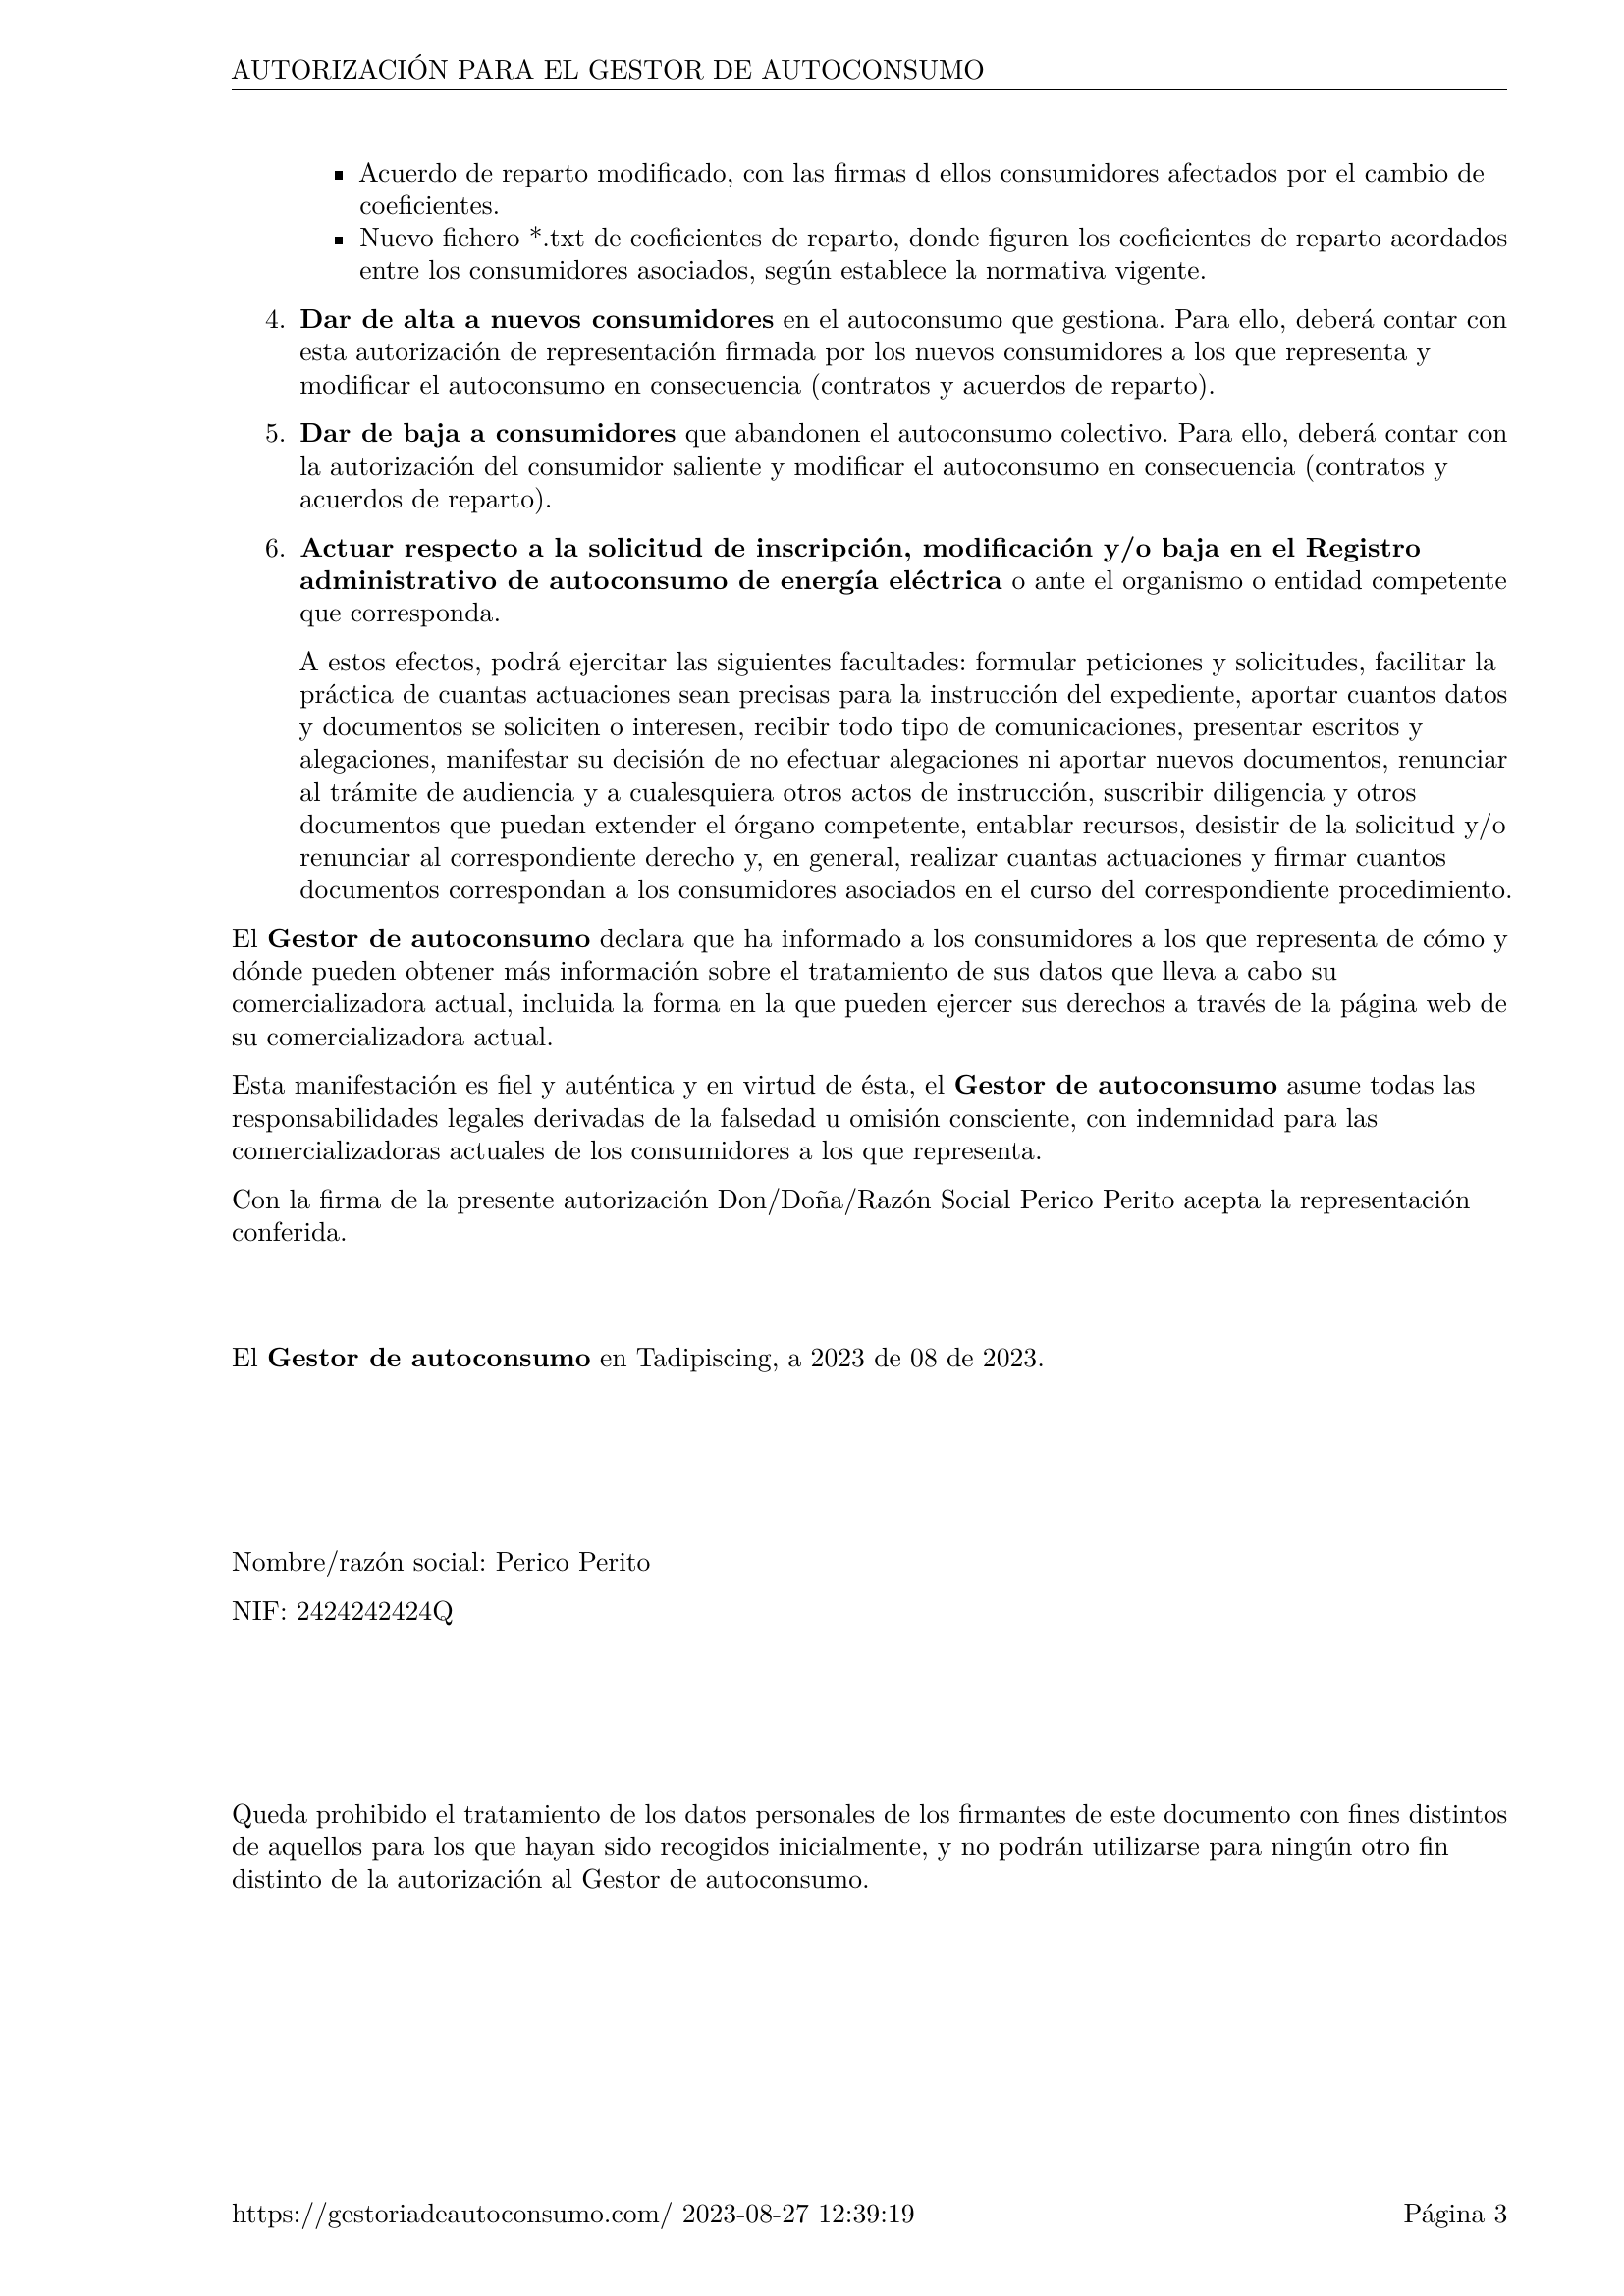 AUTORIZACIÓN PARA EL GESTOR DE AUTOCONSUMO
▪ Acuerdo de reparto modificado, con las firmas d ellos consumidores afectados por el cambio de
coeficientes.
▪ Nuevo fichero *.txt de coeficientes de reparto, donde figuren los coeficientes de reparto acordados
entre los consumidores asociados, según establece la normativa vigente.
4. Dar de alta a nuevos consumidores en el autoconsumo que gestiona. Para ello, deberá contar con
esta autorización de representación firmada por los nuevos consumidores a los que representa y
modificar el autoconsumo en consecuencia (contratos y acuerdos de reparto).
5. Dar de baja a consumidores que abandonen el autoconsumo colectivo. Para ello, deberá contar con
la autorización del consumidor saliente y modificar el autoconsumo en consecuencia (contratos y
acuerdos de reparto).
6. Actuar respecto a la solicitud de inscripción, modificación y/o baja en el Registro
administrativo de autoconsumo de energía eléctrica o ante el organismo o entidad competente
que corresponda.
A estos efectos, podrá ejercitar las siguientes facultades: formular peticiones y solicitudes, facilitar la
práctica de cuantas actuaciones sean precisas para la instrucción del expediente, aportar cuantos datos
y documentos se soliciten o interesen, recibir todo tipo de comunicaciones, presentar escritos y
alegaciones, manifestar su decisión de no efectuar alegaciones ni aportar nuevos documentos, renunciar
al trámite de audiencia y a cualesquiera otros actos de instrucción, suscribir diligencia y otros
documentos que puedan extender el órgano competente, entablar recursos, desistir de la solicitud y/o
renunciar al correspondiente derecho y, en general, realizar cuantas actuaciones y firmar cuantos
documentos correspondan a los consumidores asociados en el curso del correspondiente procedimiento.
El Gestor de autoconsumo declara que ha informado a los consumidores a los que representa de cómo y
dónde pueden obtener más información sobre el tratamiento de sus datos que lleva a cabo su
comercializadora actual, incluida la forma en la que pueden ejercer sus derechos a través de la página web de
su comercializadora actual.
Esta manifestación es fiel y auténtica y en virtud de ésta, el Gestor de autoconsumo asume todas las
responsabilidades legales derivadas de la falsedad u omisión consciente, con indemnidad para las
comercializadoras actuales de los consumidores a los que representa.
Con la firma de la presente autorización Don/Doña/Razón Social Perico Perito acepta la representación
conferida.
El Gestor de autoconsumo en Tadipiscing, a 2023 de 08 de 2023.
Nombre/razón social: Perico Perito
NIF: 2424242424Q
Queda prohibido el tratamiento de los datos personales de los firmantes de este documento con fines distintos
de aquellos para los que hayan sido recogidos inicialmente, y no podrán utilizarse para ningún otro fin
distinto de la autorización al Gestor de autoconsumo.
https://gestoriadeautoconsumo.com/ 2023-08-27 12:39:19 Página 3